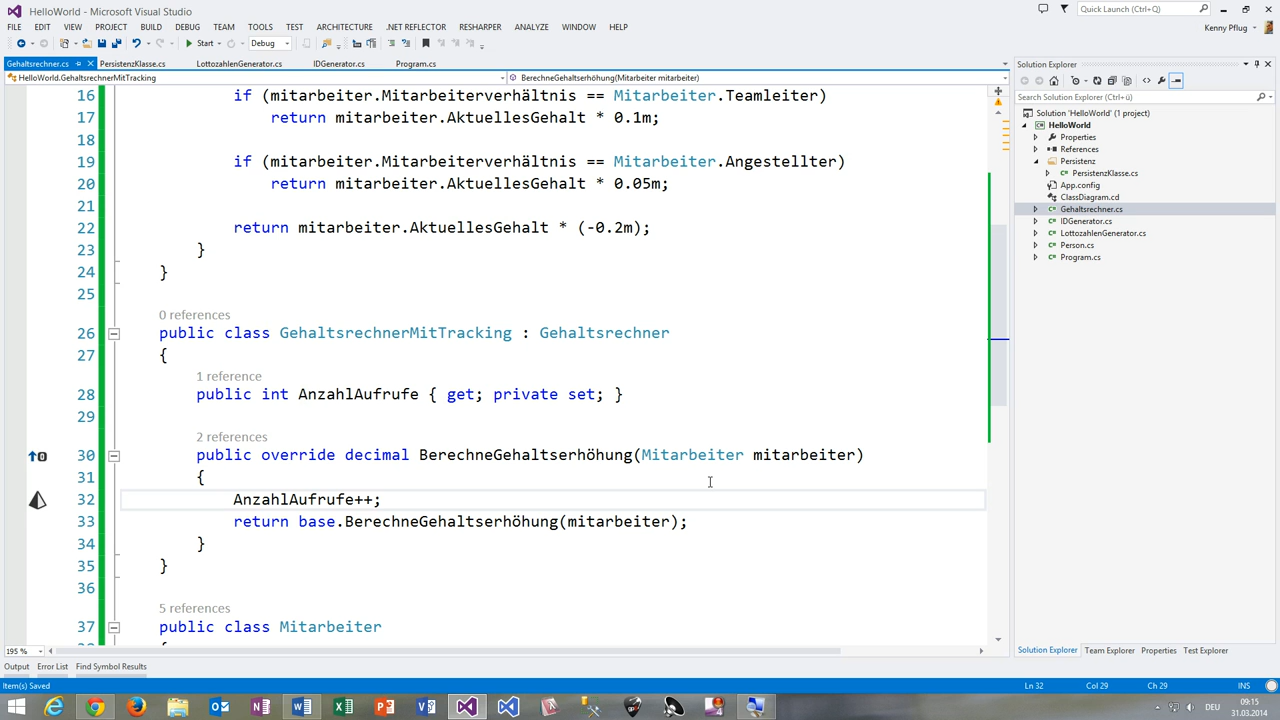 HelloWorld - Microsoft Visual Studio
Quick Launch (Ctrl+Q)
FILE EDIT VIEW PROJECT BUILD DEBUG TEAM TOOLS TEST ARCHITECTURE .NET REFLECTOR RESHARPER ANALYZE WINDOW HELP
Kenny Pflug
Start Debug
Gehaltsrechner.cs PersistenzKlasse.cs LottozahlenGenerator.cs IDGenerator.cs Program.cs
HelloWorld.GehaltsrechnerMitTracking
BerechneGehaltserhöhung(Mitarbeiter mitarbeiter)
16 if (mitarbeiter.Mitarbeiterverhältnis == Mitarbeiter.Teamleiter)
17 return mitarbeiter.AktuellesGehalt * 0.1m;
18
19 if (mitarbeiter.Mitarbeiterverhältnis == Mitarbeiter.Angestellter)
20 return mitarbeiter.AktuellesGehalt * 0.05m;
21
22 return mitarbeiter.AktuellesGehalt * (-0.2m);
23 }
24 }
25
0 references
26 public class GehaltsrechnerMitTracking : Gehaltsrechner
27 {
1 reference
28 public int AnzahlAufrufe { get; private set; }
29
2 references
30 public override decimal BerechneGehaltserhöhung(Mitarbeiter mitarbeiter)
31 {
32 AnzahlAufrufe++;
33 return base.BerechneGehaltserhöhung(mitarbeiter);
34 }
35 }
36
5 references
37 public class Mitarbeiter
195 %
Solution Explorer
Search Solution Explorer (Ctrl+ü)
Solution 'HelloWorld' (1 project)
HelloWorld
Properties
References
Persistenz
PersistenzKlasse.cs
App.config
ClassDiagram.cd
Gehaltsrechner.cs
IDGenerator.cs
LottozahlenGenerator.cs
Person.cs
Program.cs
Solution Explorer Team Explorer Properties Test Explorer
Output Error List Find Symbol Results
Item(s) Saved
Ln 32 Col 29 Ch 29 INS
DEU
09:15
31.03.2014